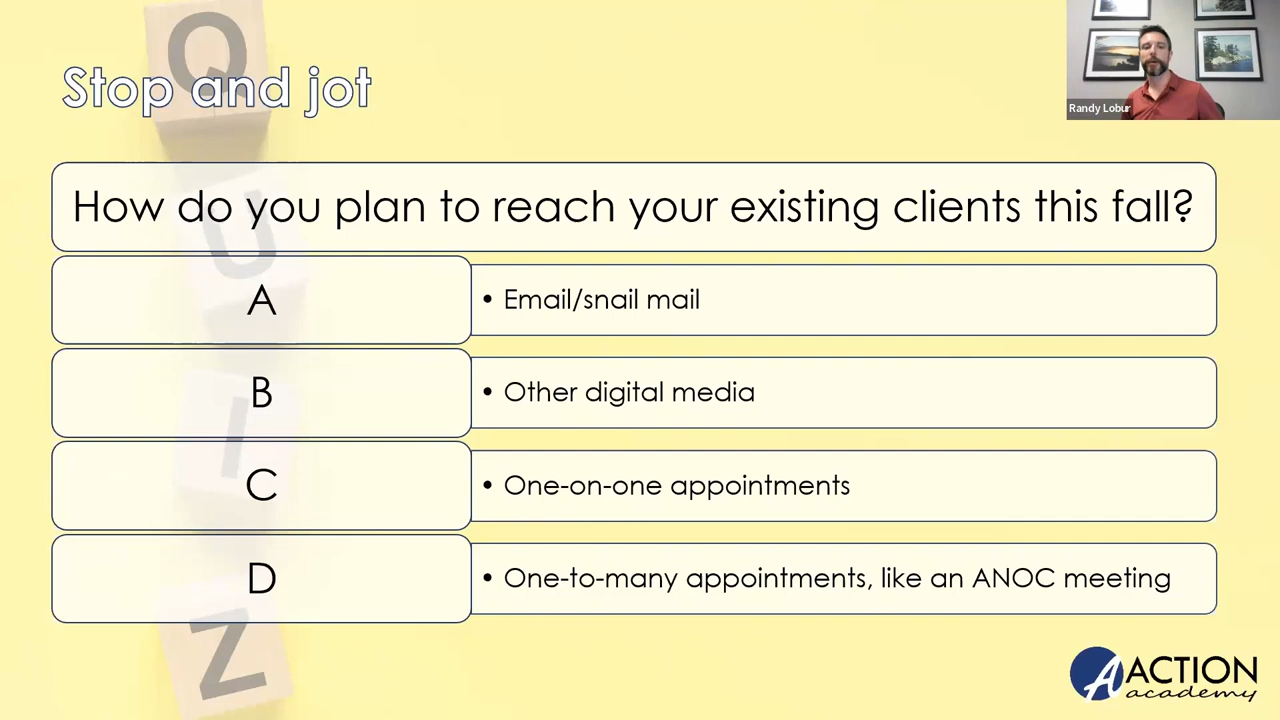 Stop and jot
Randy Lobur
How do you plan to reach your existing clients this fall?
A
• Email/snail mail
B
• Other digital media
C
• One-on-one appointments
D
• One-to-many appointments, like an ANOC meeting
Q
U
I
Z
A ACTION
academy